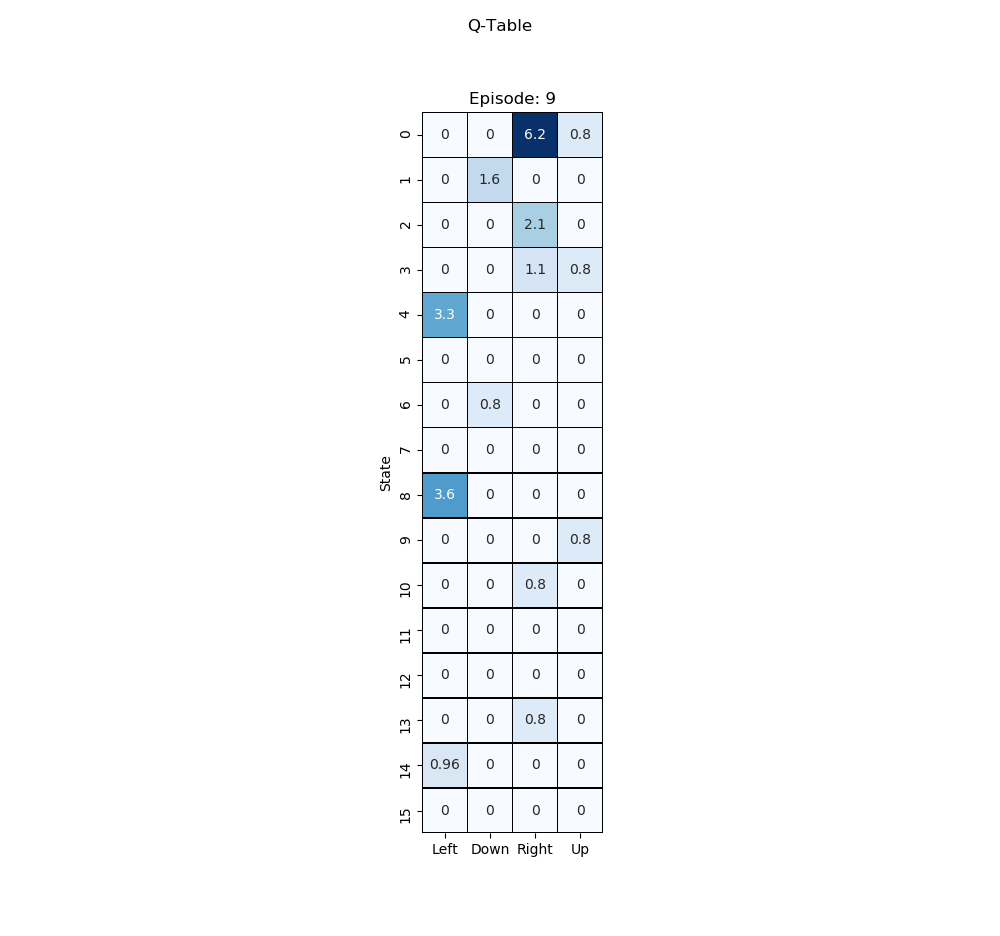 Q-Table
Episode: 9
0 0 0 6.2 0.8
1 0 1.6 0 0
2 0 0 2.1 0
3 0 0 1.1 0.8
4 3.3 0 0 0
5 0 0 0 0
6 0 0.8 0 0
7 0 0 0 0
State
8 3.6 0 0 0
9 0 0 0 0.8
10 0 0 0.8 0
11 0 0 0 0
12 0 0 0 0
13 0 0 0.8 0
14 0.96 0 0 0
15 0 0 0 0
Left Down Right Up